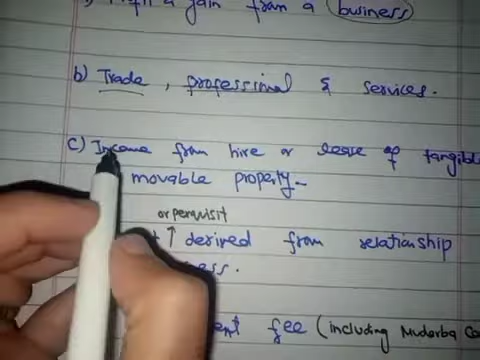 a gain from a business
b) Trade, professional & services.
c) Income from hire or lease of tangible
movable property-
or perquisit
derived from relationship
fee (including Mudarba Co